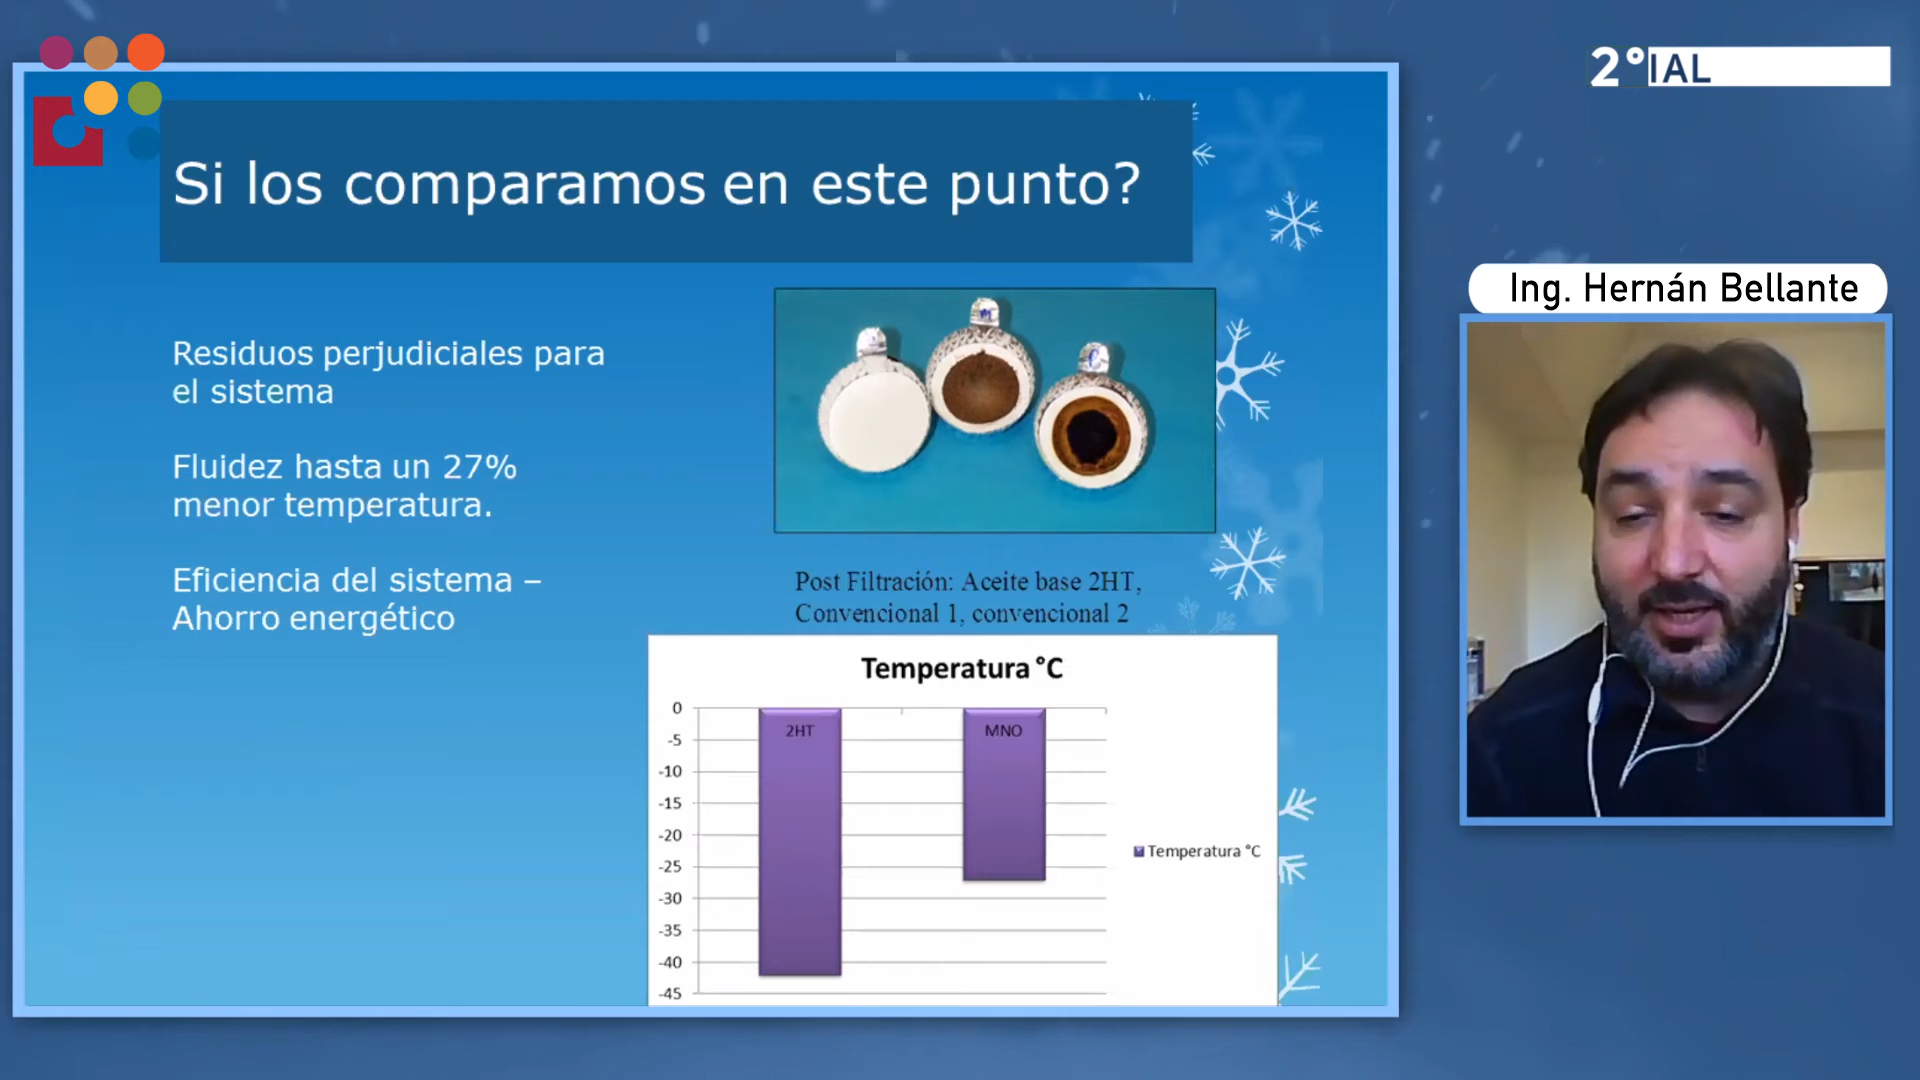 2°IAL
Si los comparamos en este punto?
Ing. Hernán Bellante
Residuos perjudiciales para
el sistema
Fluidez hasta un 27%
menor temperatura.
Eficiencia del sistema –
Ahorro energético
m
C
Post Filtración: Aceite base 2HT,
Convencional 1, convencional 2
Temperatura °C
0
-5
-10
-15
-20
-25
-30
-35
-40
-45
2HT
MNO
Temperatura °C